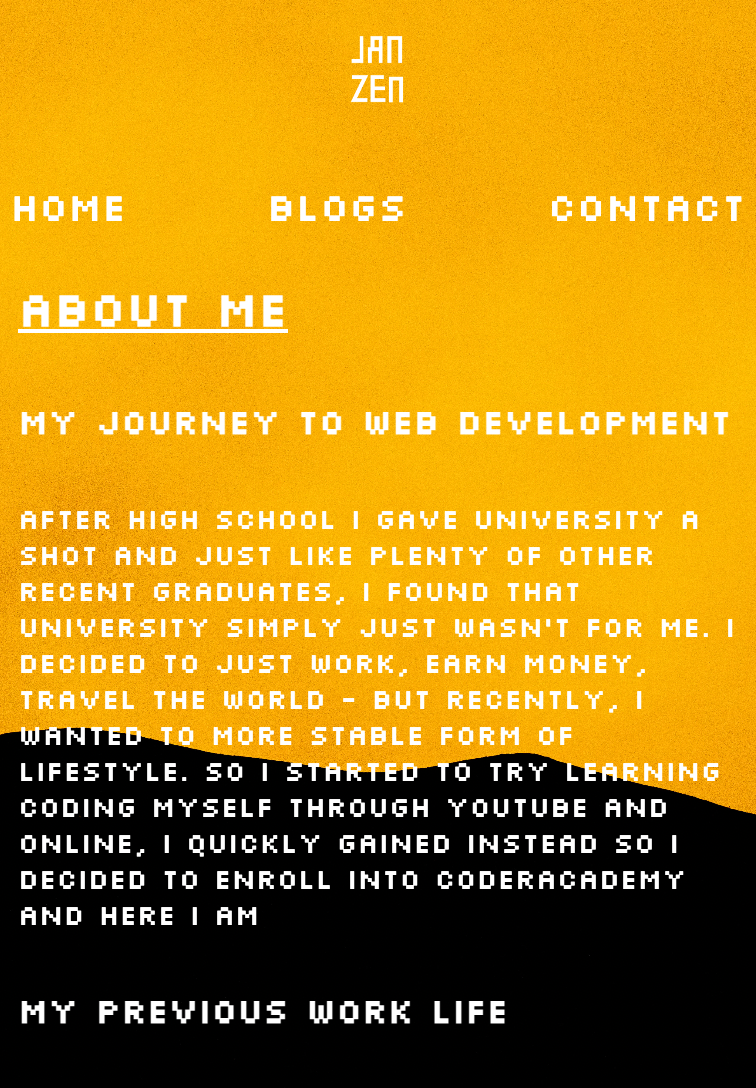 JAN
ZEN
HOME BLOGS CONTACT
ABOUT ME
MY JOURNEY TO WEB DEVELOPMENT
AFTER HIGH SCHOOL I GAVE UNIVERSITY A
SHOT AND JUST LIKE PLENTY OF OTHER
RECENT GRADUATES, I FOUND THAT
UNIVERSITY SIMPLY JUST WASN'T FOR ME. I
DECIDED TO JUST WORK, EARN MONEY,
TRAVEL THE WORLD - BUT RECENTLY, I
WANTED TO MORE STABLE FORM OF
LIFESTYLE. SO I STARTED TO TRY LEARNING
CODING MYSELF THROUGH YOUTUBE AND
ONLINE, I QUICKLY GAINED INSTEAD SO I
DECIDED TO ENROLL INTO CODERACADEMY
AND HERE I AM
MY PREVIOUS WORK LIFE